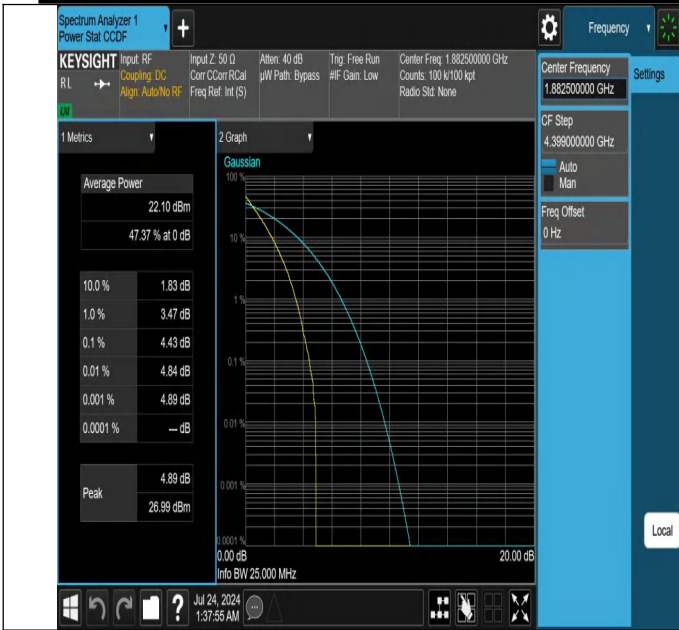 Spectrum Analyzer 1
Power Stat CCDF
+
Frequency
KEYSIGHT
RL
LXI
Input: RF
Coupling: DC
Align: Auto/No RF
Input Z: 50 Ω
Corr CCorr RCal
Freq Ref: Int (S)
Atten: 40 dB
µW Path: Bypass
Trig: Free Run
#IF Gain: Low
Center Freq: 1.882500000 GHz
Counts: 100 k/100 kpt
Radio Std: None
Center Frequency
1.882500000 GHz
Settings
CF Step
4.399000000 GHz
Auto
Man
Freq Offset
0 Hz
1 Metrics
2 Graph
Average Power
22.10 dBm
47.37 % at 0 dB
10.0 % 1.83 dB
1.0 % 3.47 dB
0.1 % 4.43 dB
0.01 % 4.84 dB
0.001 % 4.89 dB
0.0001 % --- dB
Peak
4.89 dB
26.99 dBm
Gaussian
100 %
10 %
1 %
0.1 %
0.01 %
0.001 %
0.0001 %
0.00 dB
20.00 dB
Info BW 25.000 MHz
Local
?
Jul 24, 2024
1:37:55 AM